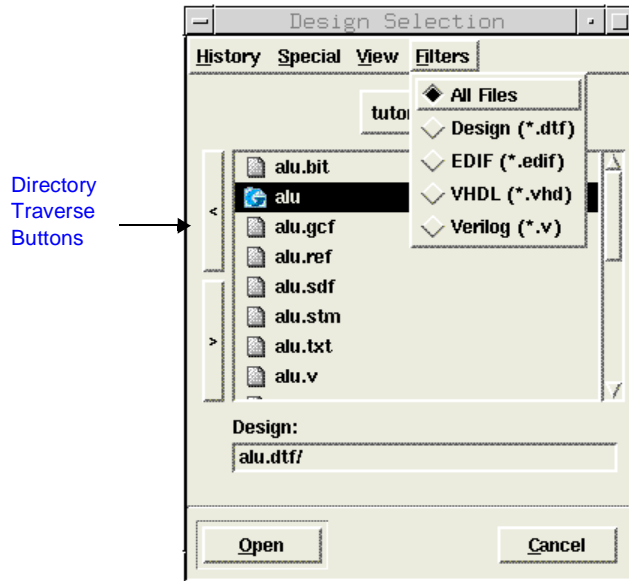 Design Selection
History Special View Filters
All Files
Design (*.dtf)
EDIF (*.edif)
VHDL (*.vhd)
Verilog (*.v)
Directory
Traverse
Buttons
<
>
alu.bit
alu
alu.gcf
alu.ref
alu.sdf
alu.stm
alu.txt
alu.v
Design:
alu.dtf/
Open Cancel